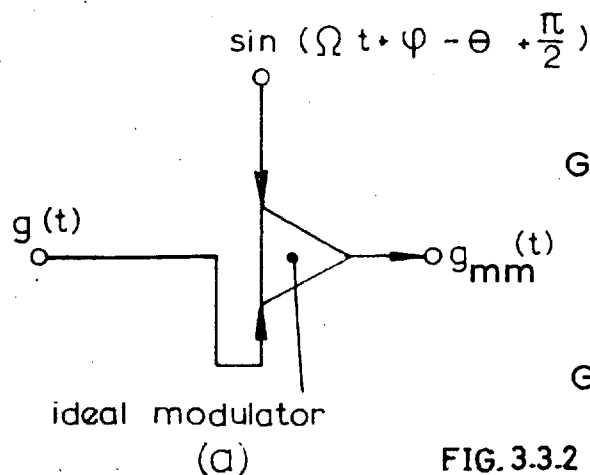 sin (Ω t + φ - θ + π/2)
G
g(t)
g_mm(t)
G
ideal modulator
(a)
FIG. 3.3.2